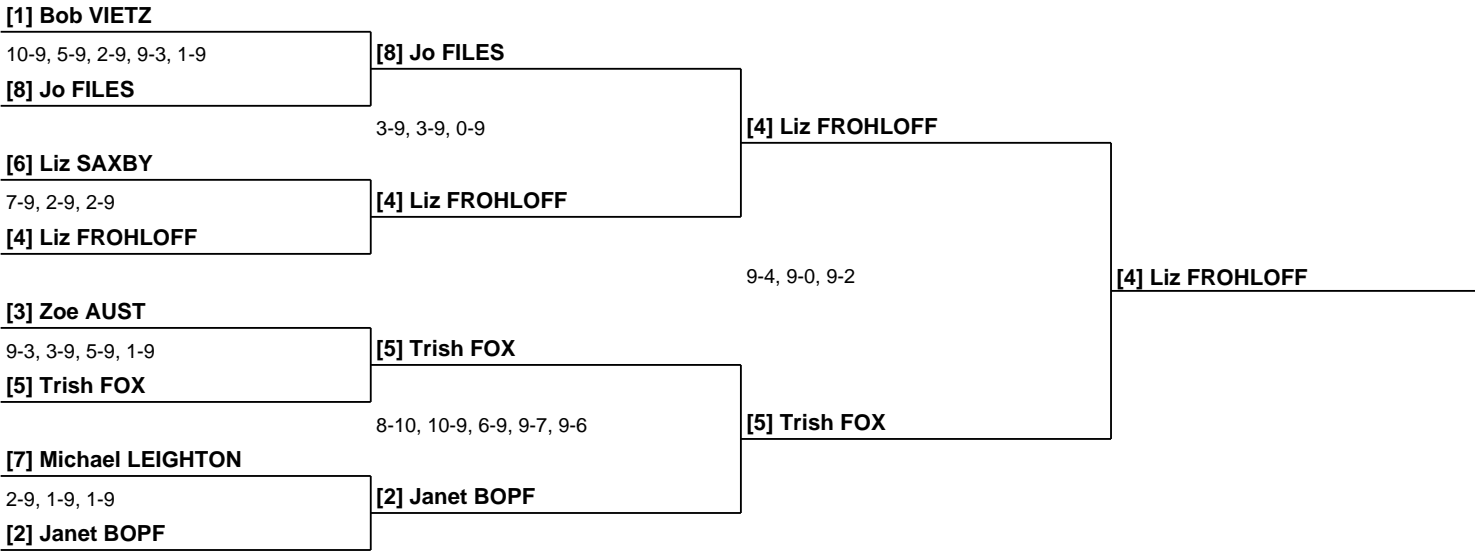 [1] Bob VIETZ
10-9, 5-9, 2-9, 9-3, 1-9
[8] Jo FILES
[8] Jo FILES
3-9, 3-9, 0-9
[4] Liz FROHLOFF
[6] Liz SAXBY
7-9, 2-9, 2-9
[4] Liz FROHLOFF
[4] Liz FROHLOFF
9-4, 9-0, 9-2
[4] Liz FROHLOFF
[3] Zoe AUST
9-3, 3-9, 5-9, 1-9
[5] Trish FOX
[5] Trish FOX
8-10, 10-9, 6-9, 9-7, 9-6
[5] Trish FOX
[7] Michael LEIGHTON
2-9, 1-9, 1-9
[2] Janet BOPF
[2] Janet BOPF